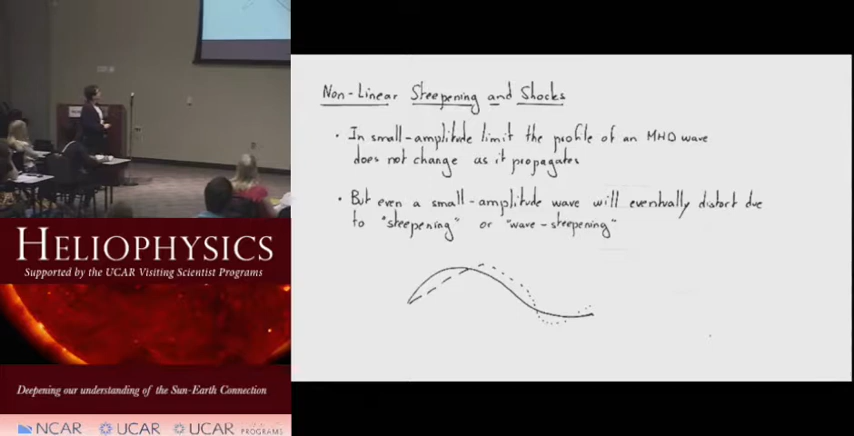 Non-Linear Steepening and Shocks
• In small-amplitude limit the profile of an MHD wave
does not change as it propagates
• But even a small-amplitude wave will eventually distort due
to "steepening" or "wave-steepening"
HELIOPHYSICS
Supported by the UCAR Visiting Scientist Programs
Deepening our understanding of the Sun-Earth Connection
NCAR UCAR UCAR PROGRAMS